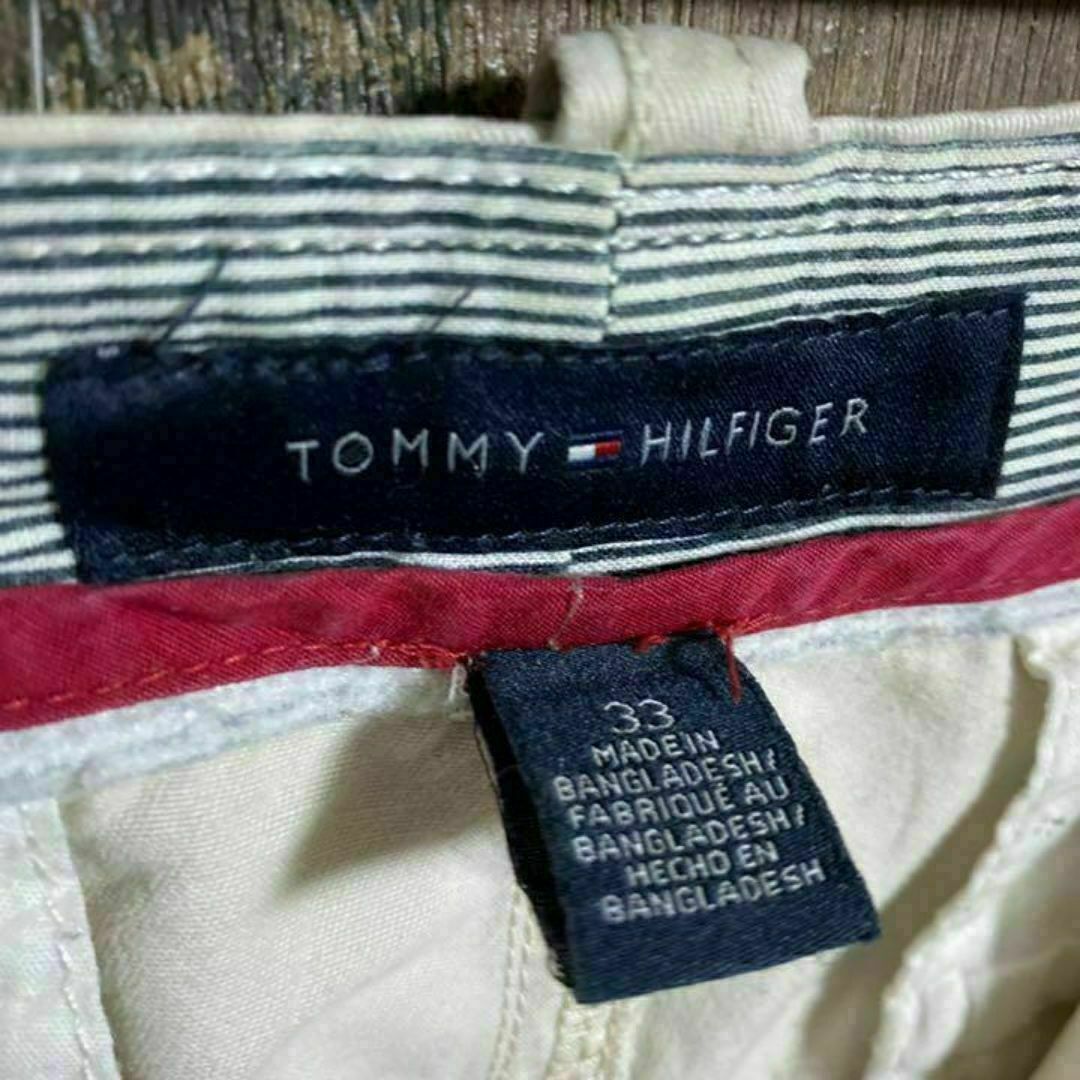 TOMMY HILFIGER
33
MADE IN
BANGLADESH/
FABRIQUÉ AU
BANGLADESH/
HECHO EN
BANGLADESH